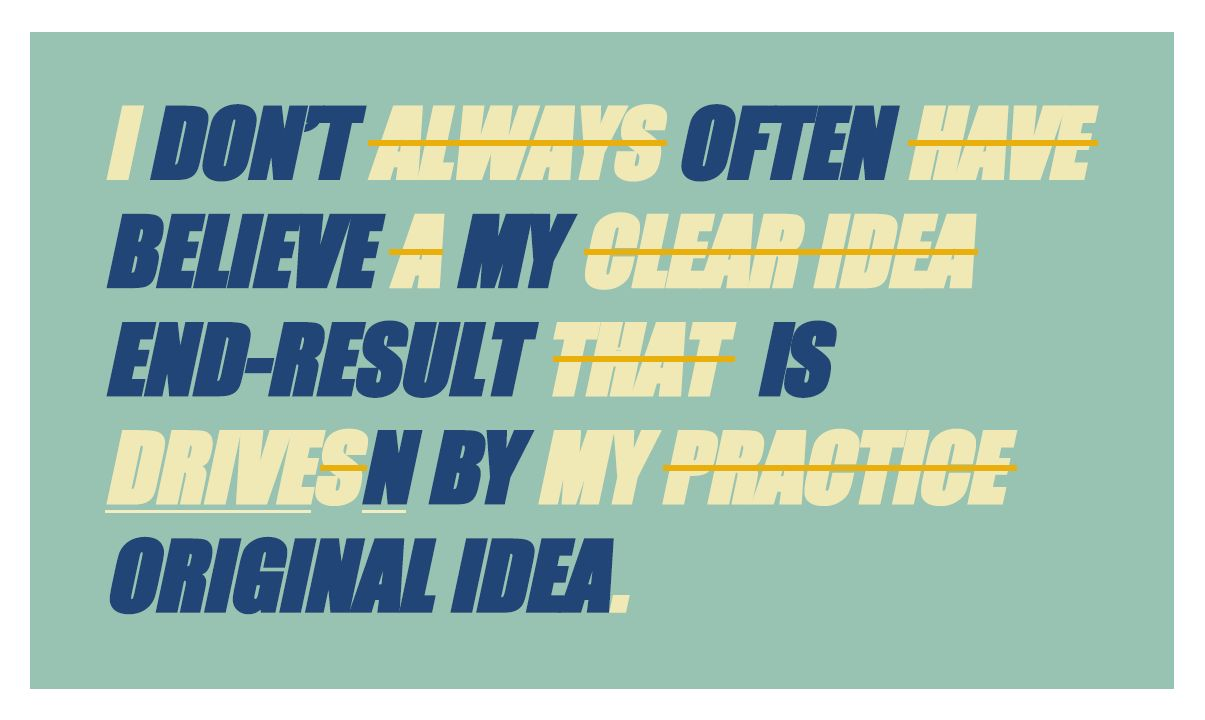 I DON'T ALWAYS OFTEN HAVE
BELIEVE A MY CLEAR IDEA
END-RESULT THAT IS
DRIVESN BY MY PRACTICE
ORIGINAL IDEA.